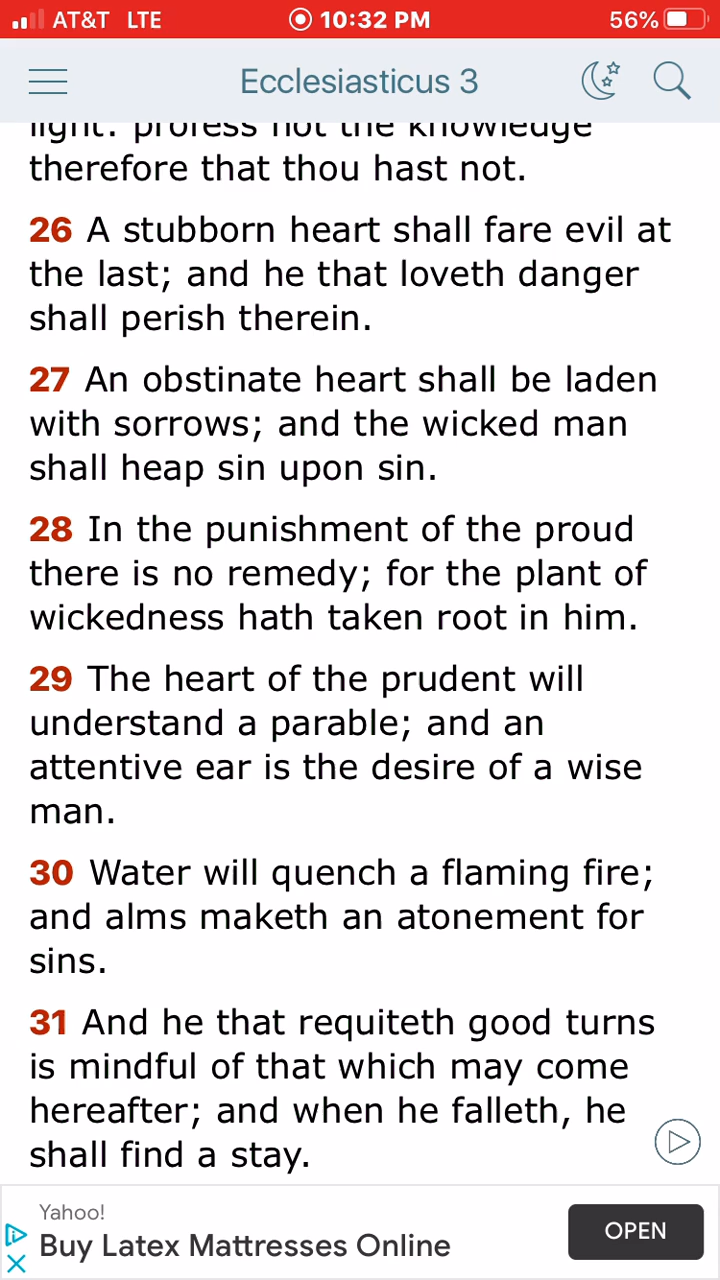 AT&T LTE 10:32 PM 56%
Ecclesiasticus 3
light: profess not the knowledge
therefore that thou hast not.
26 A stubborn heart shall fare evil at
the last; and he that loveth danger
shall perish therein.
27 An obstinate heart shall be laden
with sorrows; and the wicked man
shall heap sin upon sin.
28 In the punishment of the proud
there is no remedy; for the plant of
wickedness hath taken root in him.
29 The heart of the prudent will
understand a parable; and an
attentive ear is the desire of a wise
man.
30 Water will quench a flaming fire;
and alms maketh an atonement for
sins.
31 And he that requiteth good turns
is mindful of that which may come
hereafter; and when he falleth, he
shall find a stay.
Yahoo!
Buy Latex Mattresses Online
OPEN